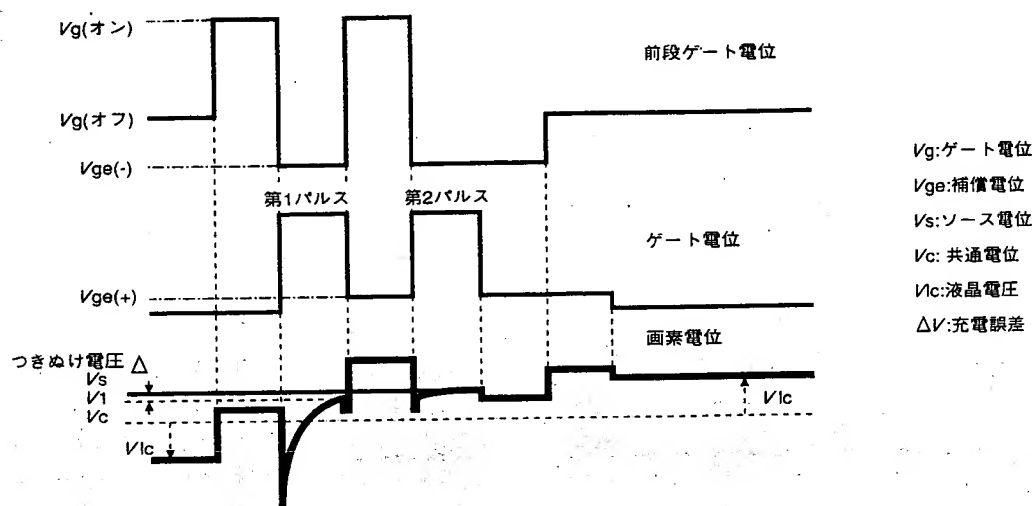 Vg(オン)
前段ゲート電位
Vg(オフ)
Vg:ゲート電位
Vge(-)
Vge:補償電位
第1パルス 第2パルス
Vs:ソース電位
ゲート電位
Vc: 共通電位
Vlc:液晶電圧
Vge(+)
ΔV:充電誤差
画素電位
つきぬけ電圧 Δ
Vs
V1
Vc
Vlc
Vlc